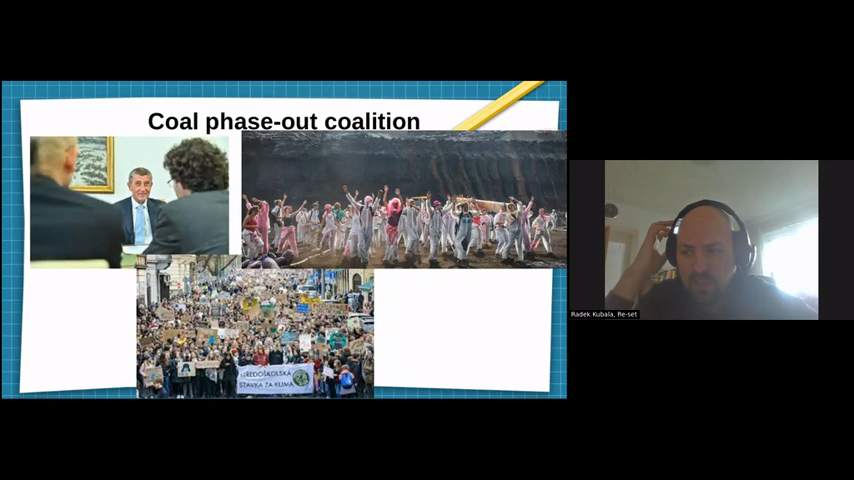 Coal phase-out coalition
STŘEDOŠKOLSKÁ
STÁVKA ZA KLIMA
Radek Kubala, Re-set